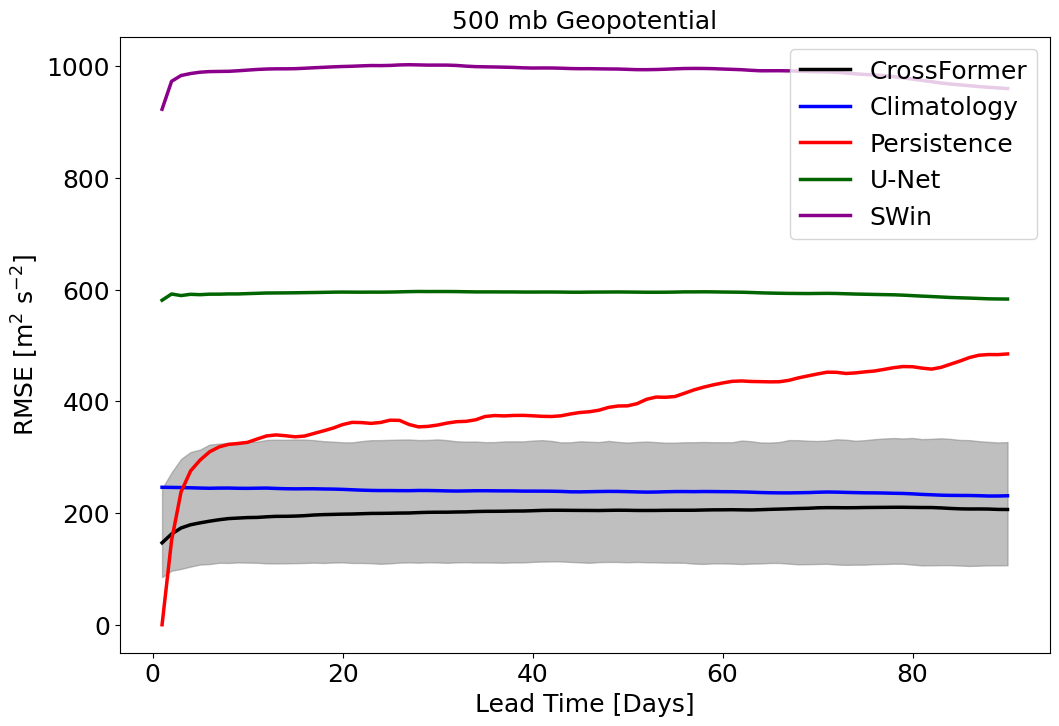 500 mb Geopotential
RMSE [m² s⁻²]
1000
800
600
400
200
0
CrossFormer
Climatology
Persistence
U-Net
SWin
0 20 40 60 80
Lead Time [Days]